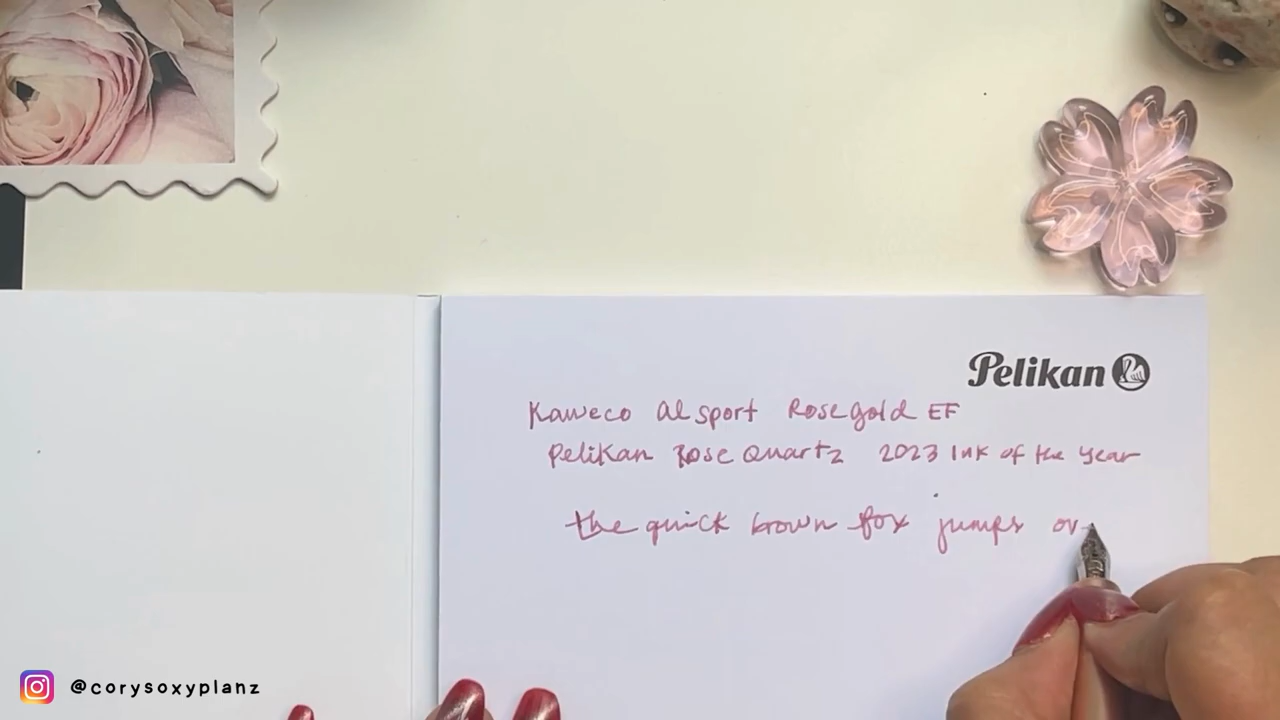 Pelikan
Kaweco al sport Rosegold EF
Pelikan Rose Quartz 2023 Ink of the year
the quick brown fox jumps ov
@corysoxyplanz